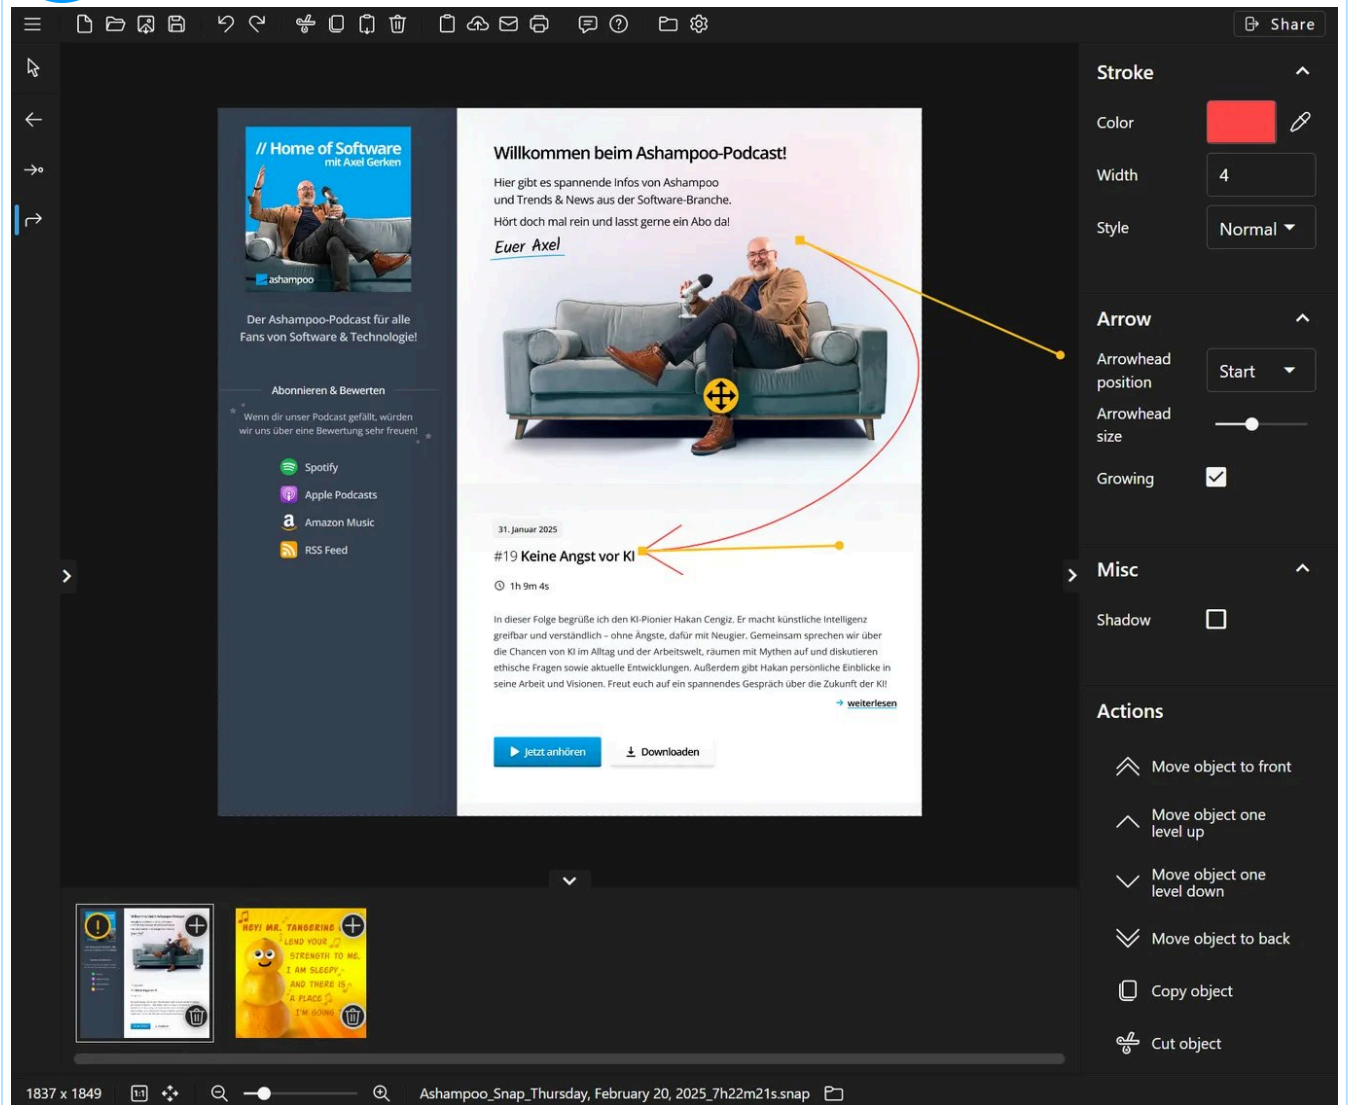 Share
// Home of Software
mit Axel Gerken
ashampoo
Der Ashampoo-Podcast für alle
Fans von Software & Technologie!
Abonnieren & Bewerten
Wenn dir unser Podcast gefällt, würden
wir uns über eine Bewertung sehr freuen!
Spotify
Apple Podcasts
Amazon Music
RSS Feed
Willkommen beim Ashampoo-Podcast!
Hier gibt es spannende Infos von Ashampoo
und Trends & News aus der Software-Branche.
Hört doch mal rein und lasst gerne ein Abo da!
Euer Axel
31. Januar 2025
#19 Keine Angst vor KI
1h 9m 4s
In dieser Folge begrüße ich den KI-Pionier Hakan Cengiz. Er macht künstliche Intelligenz
greifbar und verständlich – ohne Ängste, dafür mit Neugier. Gemeinsam sprechen wir über
die Chancen von KI im Alltag und der Arbeitswelt, räumen mit Mythen auf und diskutieren
ethische Fragen sowie aktuelle Entwicklungen. Außerdem gibt Hakan persönliche Einblicke in
seine Arbeit und Visionen. Freut euch auf ein spannendes Gespräch über die Zukunft der KI!
weiterlesen
Jetzt anhören
Downloaden
Stroke
Color
Width
4
Style
Normal
Arrow
Arrowhead
position
Start
Arrowhead
size
Growing
Misc
Shadow
Actions
Move object to front
Move object one
level up
Move object one
level down
Move object to back
Copy object
Cut object
HEY! MR. TANGERINE
LEND YOUR
STRENGTH TO ME.
I AM SLEEPY
AND THERE IS
A PLACE
I'M GOING
1837 x 1849
1:1
Ashampoo_Snap_Thursday, February 20, 2025_7h22m21s.snap